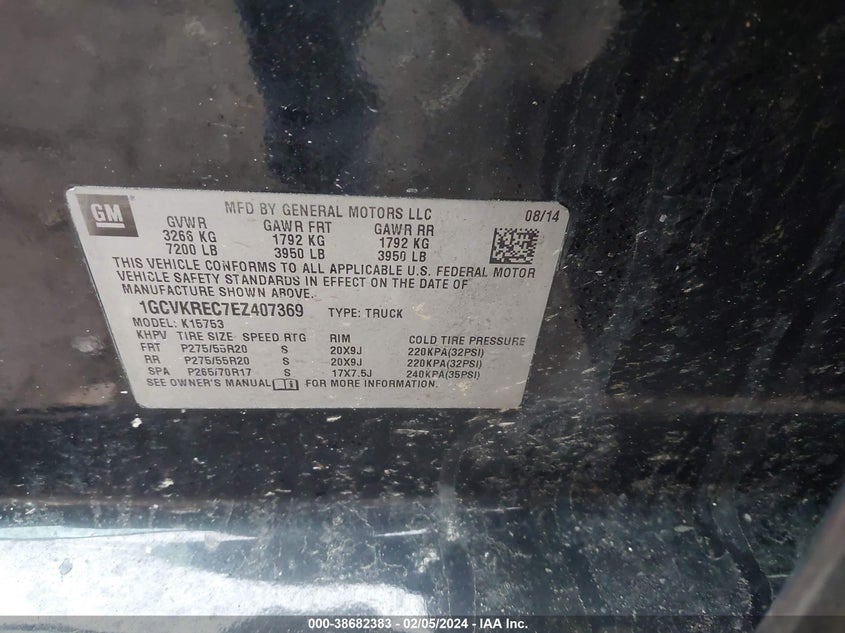 GM
MFD BY GENERAL MOTORS LLC
08/14
GVWR GAWR FRT GAWR RR
3266 KG 1792 KG 1792 KG
7200 LB 3950 LB 3950 LB
THIS VEHICLE CONFORMS TO ALL APPLICABLE U.S. FEDERAL MOTOR
VEHICLE SAFETY STANDARDS IN EFFECT ON THE DATE OF
MANUFACTURE SHOWN ABOVE.
1GCVKREC7EZ407369 TYPE: TRUCK
MODEL: K15753
KHPV TIRE SIZE SPEED RTG RIM COLD TIRE PRESSURE
FRT P275/55R20 S 20X9J 220KPA(32PSI)
RR P275/55R20 S 20X9J 220KPA(32PSI)
SPA P265/70R17 S 17X7.5J 240KPA(35PSI)
SEE OWNER'S MANUAL FOR MORE INFORMATION.
000-38682383 - 02/05/2024 - IAA Inc.